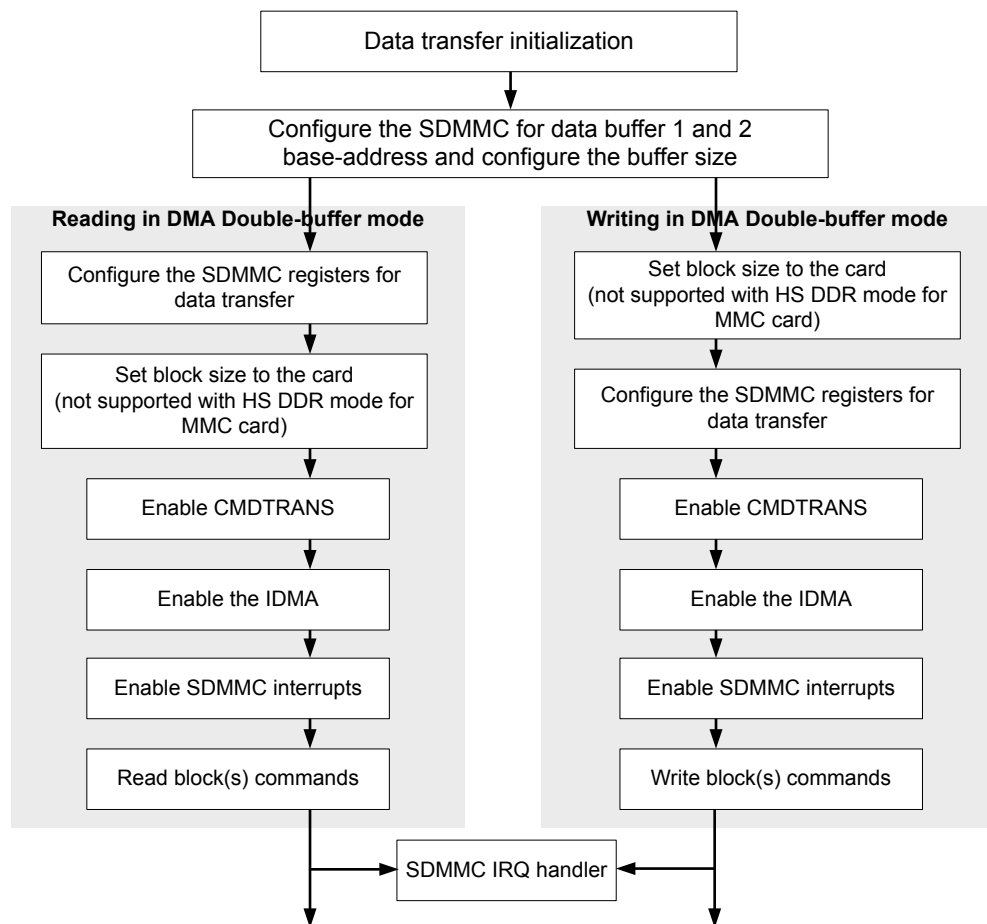 Data transfer initialization
Configure the SDMMC for data buffer 1 and 2
base-address and configure the buffer size
Reading in DMA Double-buffer mode
Configure the SDMMC registers for
data transfer
Set block size to the card
(not supported with HS DDR mode for
MMC card)
Enable CMDTRANS
Enable the IDMA
Enable SDMMC interrupts
Read block(s) commands
Writing in DMA Double-buffer mode
Set block size to the card
(not supported with HS DDR mode for
MMC card)
Configure the SDMMC registers for
data transfer
Enable CMDTRANS
Enable the IDMA
Enable SDMMC interrupts
Write block(s) commands
SDMMC IRQ handler